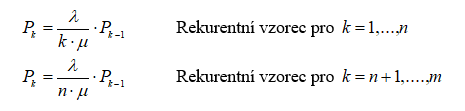 P_k = λ / (k · μ) · P_{k-1} Rekurentní vzorec pro k = 1,...,n
P_k = λ / (n · μ) · P_{k-1} Rekurentní vzorec pro k = n + 1,....,m